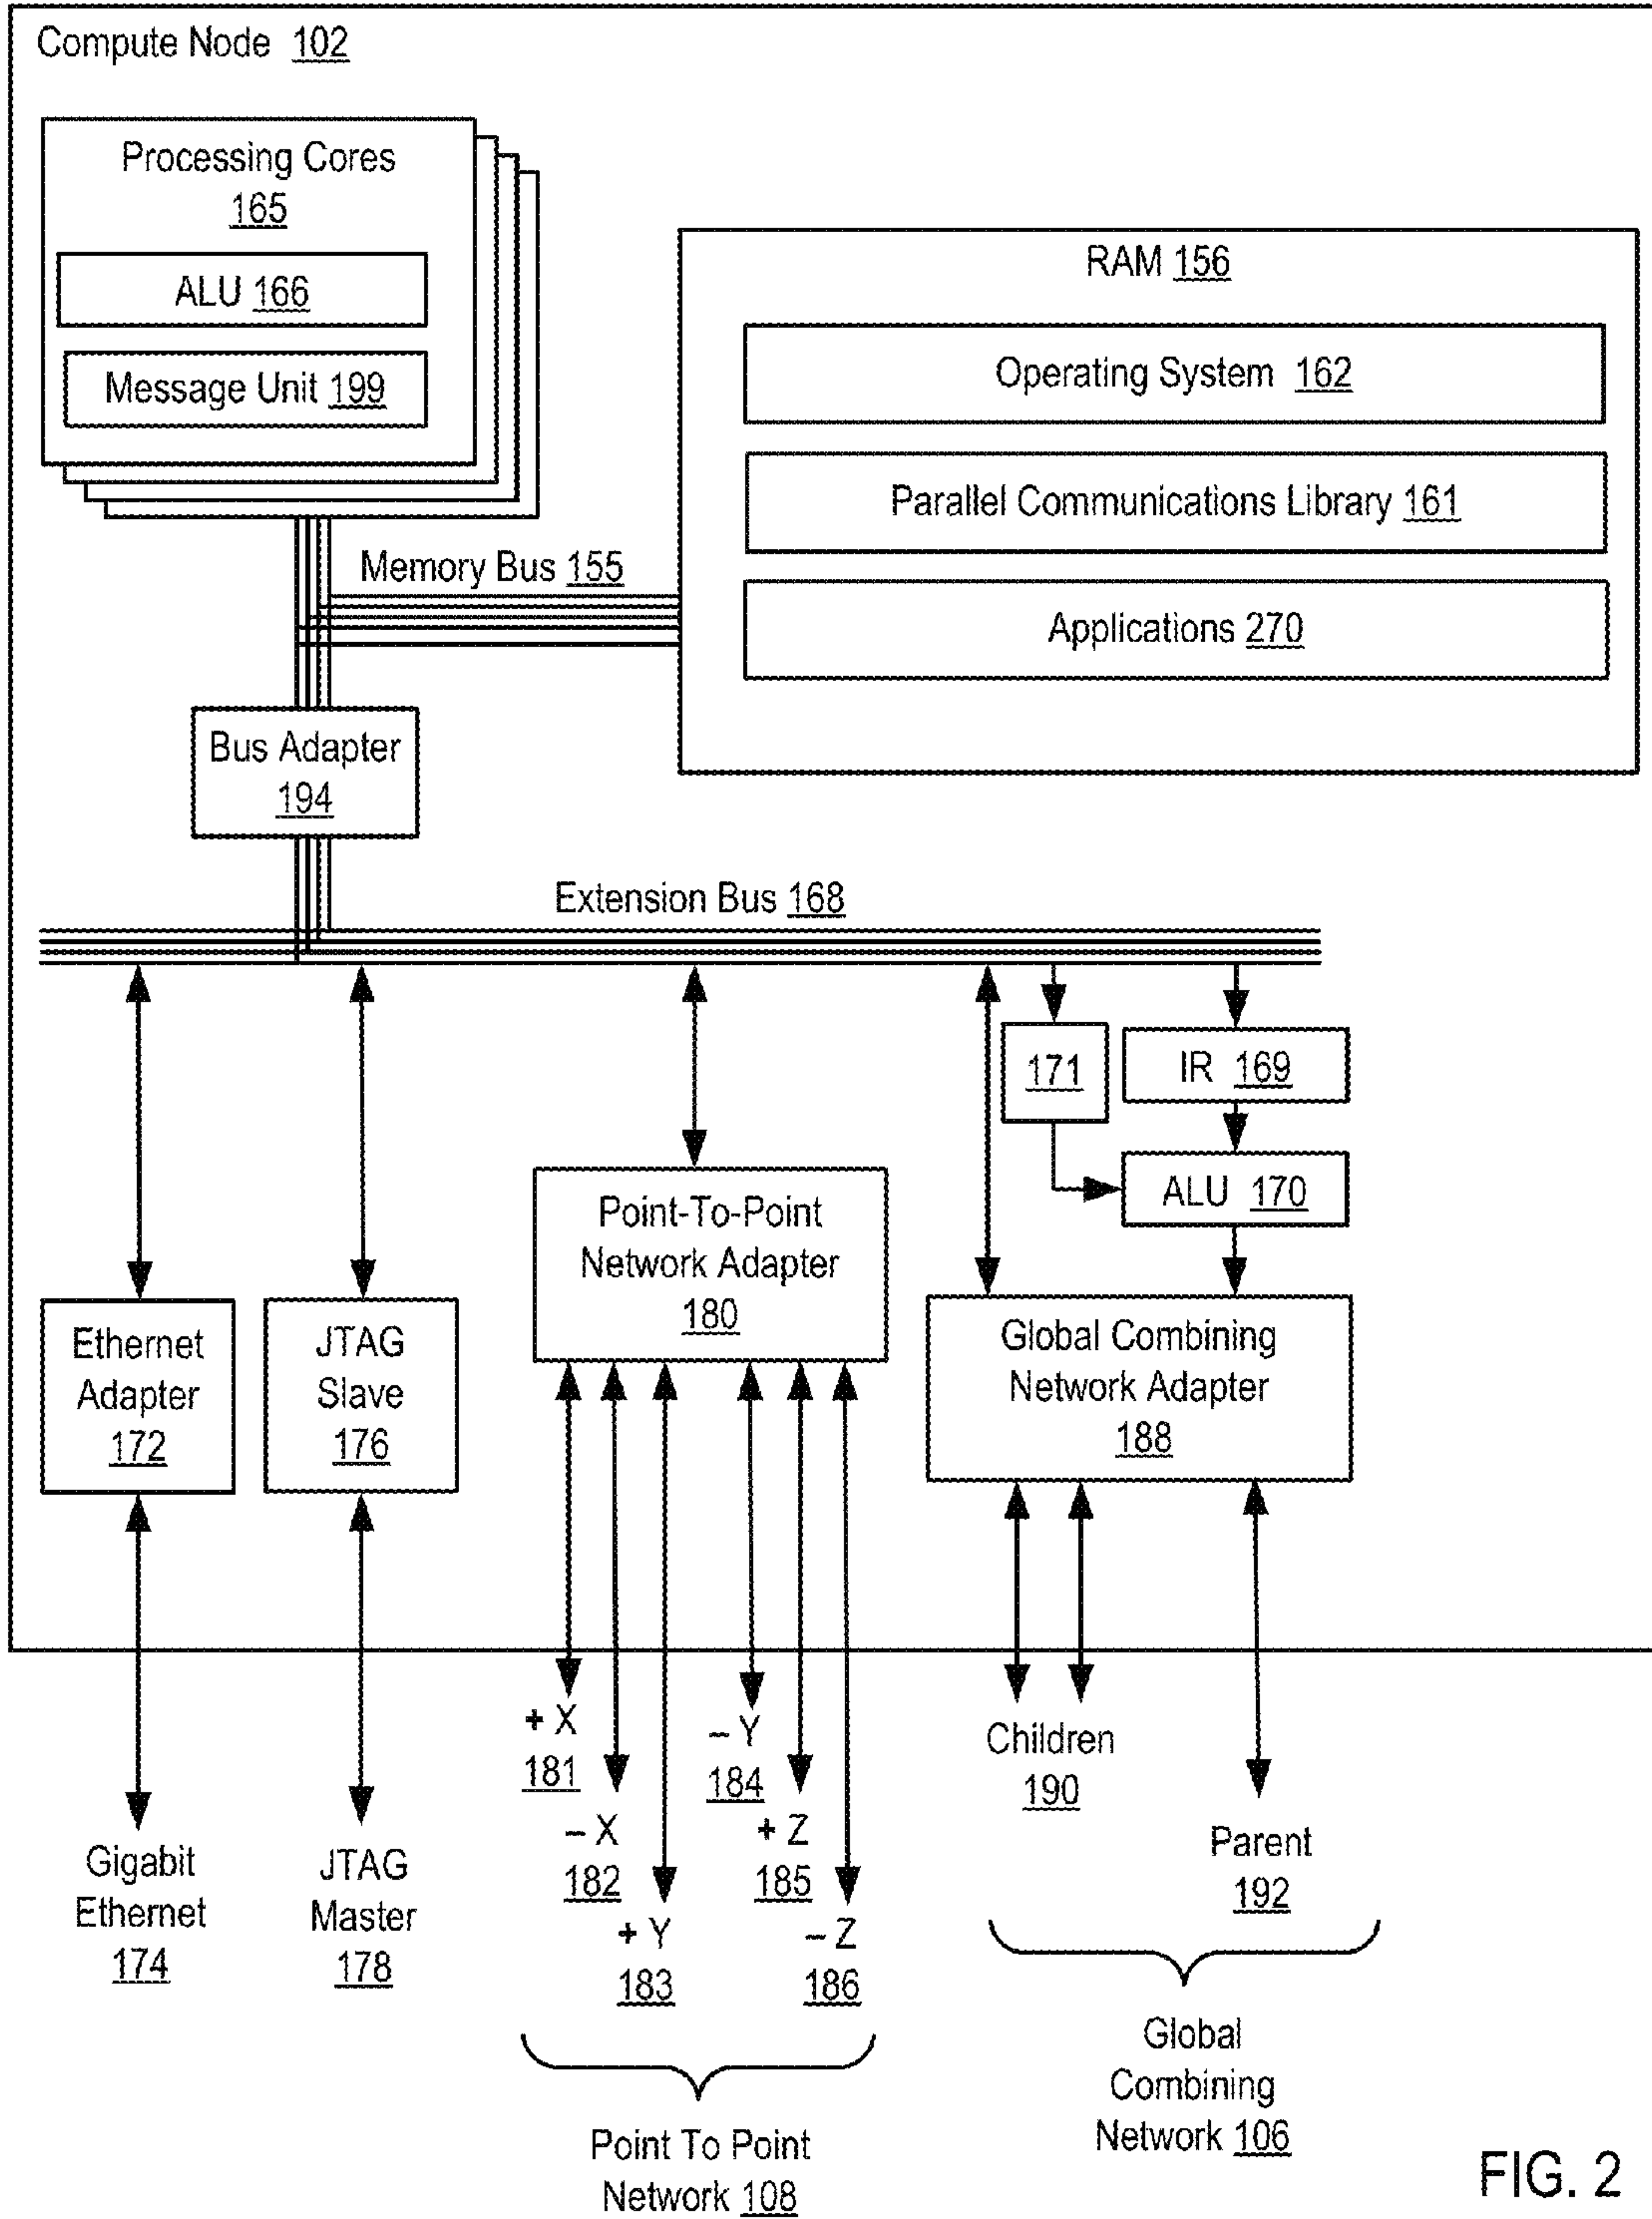 Compute Node 102
Processing Cores
165
ALU 166
Message Unit 199
RAM 156
Operating System 162
Parallel Communications Library 161
Applications 270
Memory Bus 155
Bus Adapter
194
Extension Bus 168
171
IR 169
ALU 170
Point-To-Point
Network Adapter
180
Ethernet
Adapter
172
JTAG
Slave
176
Global Combining
Network Adapter
188
+ X
181
– X
182
+ Y
183
– Y
184
+ Z
185
– Z
186
Children
190
Parent
192
Gigabit
Ethernet
174
JTAG
Master
178
Point To Point
Network 108
Global
Combining
Network 106
FIG. 2